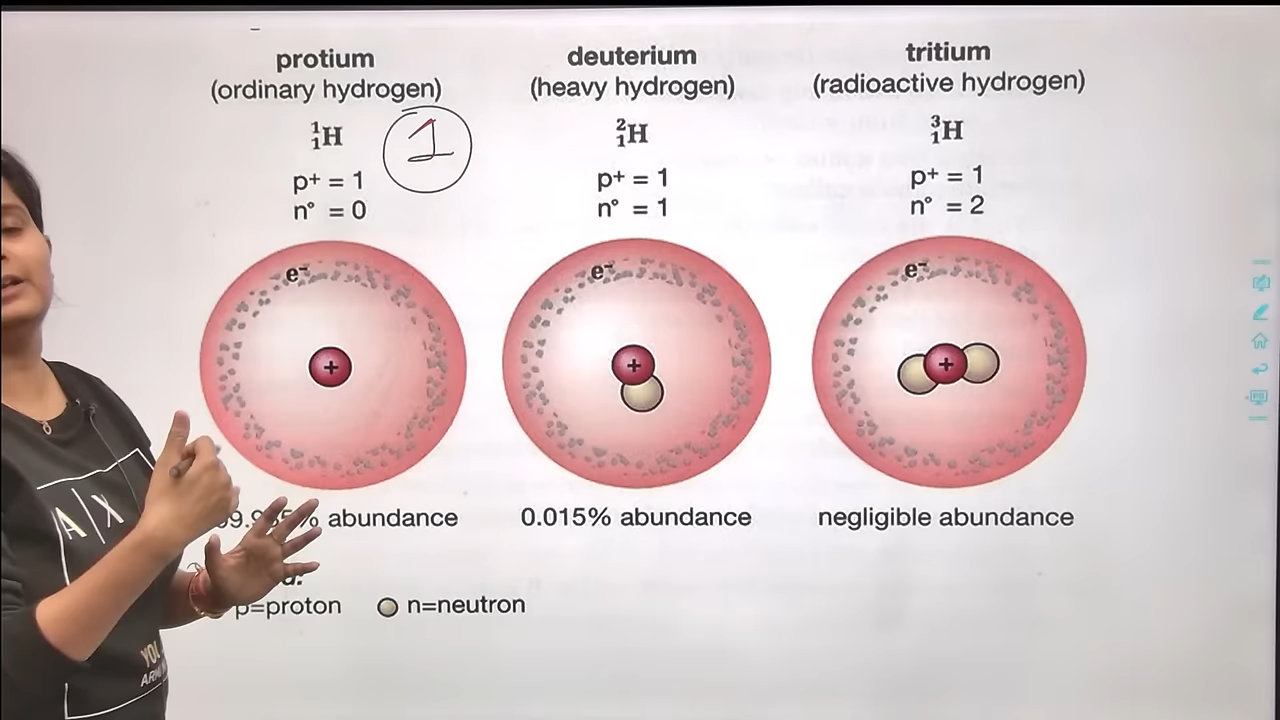 protium
(ordinary hydrogen)
¹₁H
p⁺ = 1
n° = 0
1
deuterium
(heavy hydrogen)
²₁H
p⁺ = 1
n° = 1
tritium
(radioactive hydrogen)
³₁H
p⁺ = 1
n° = 2
e⁻
+
e⁻
+
e⁻
+
abundance
0.015% abundance
negligible abundance
p=proton
n=neutron
A|X